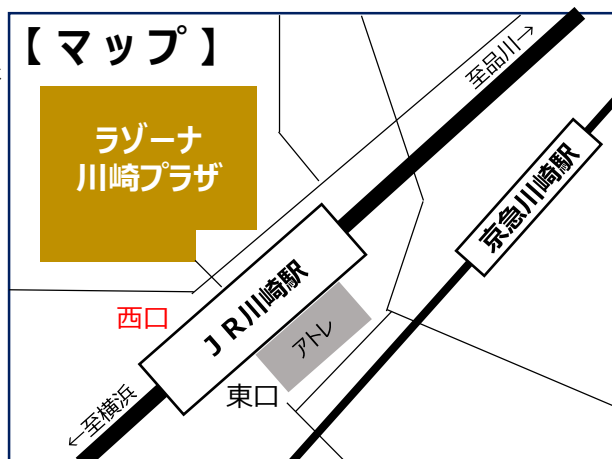 【マップ】
至品川→
ラゾーナ
川崎プラザ
京急川崎駅
ＪＲ川崎駅
西口
アトレ
東口
←至横浜